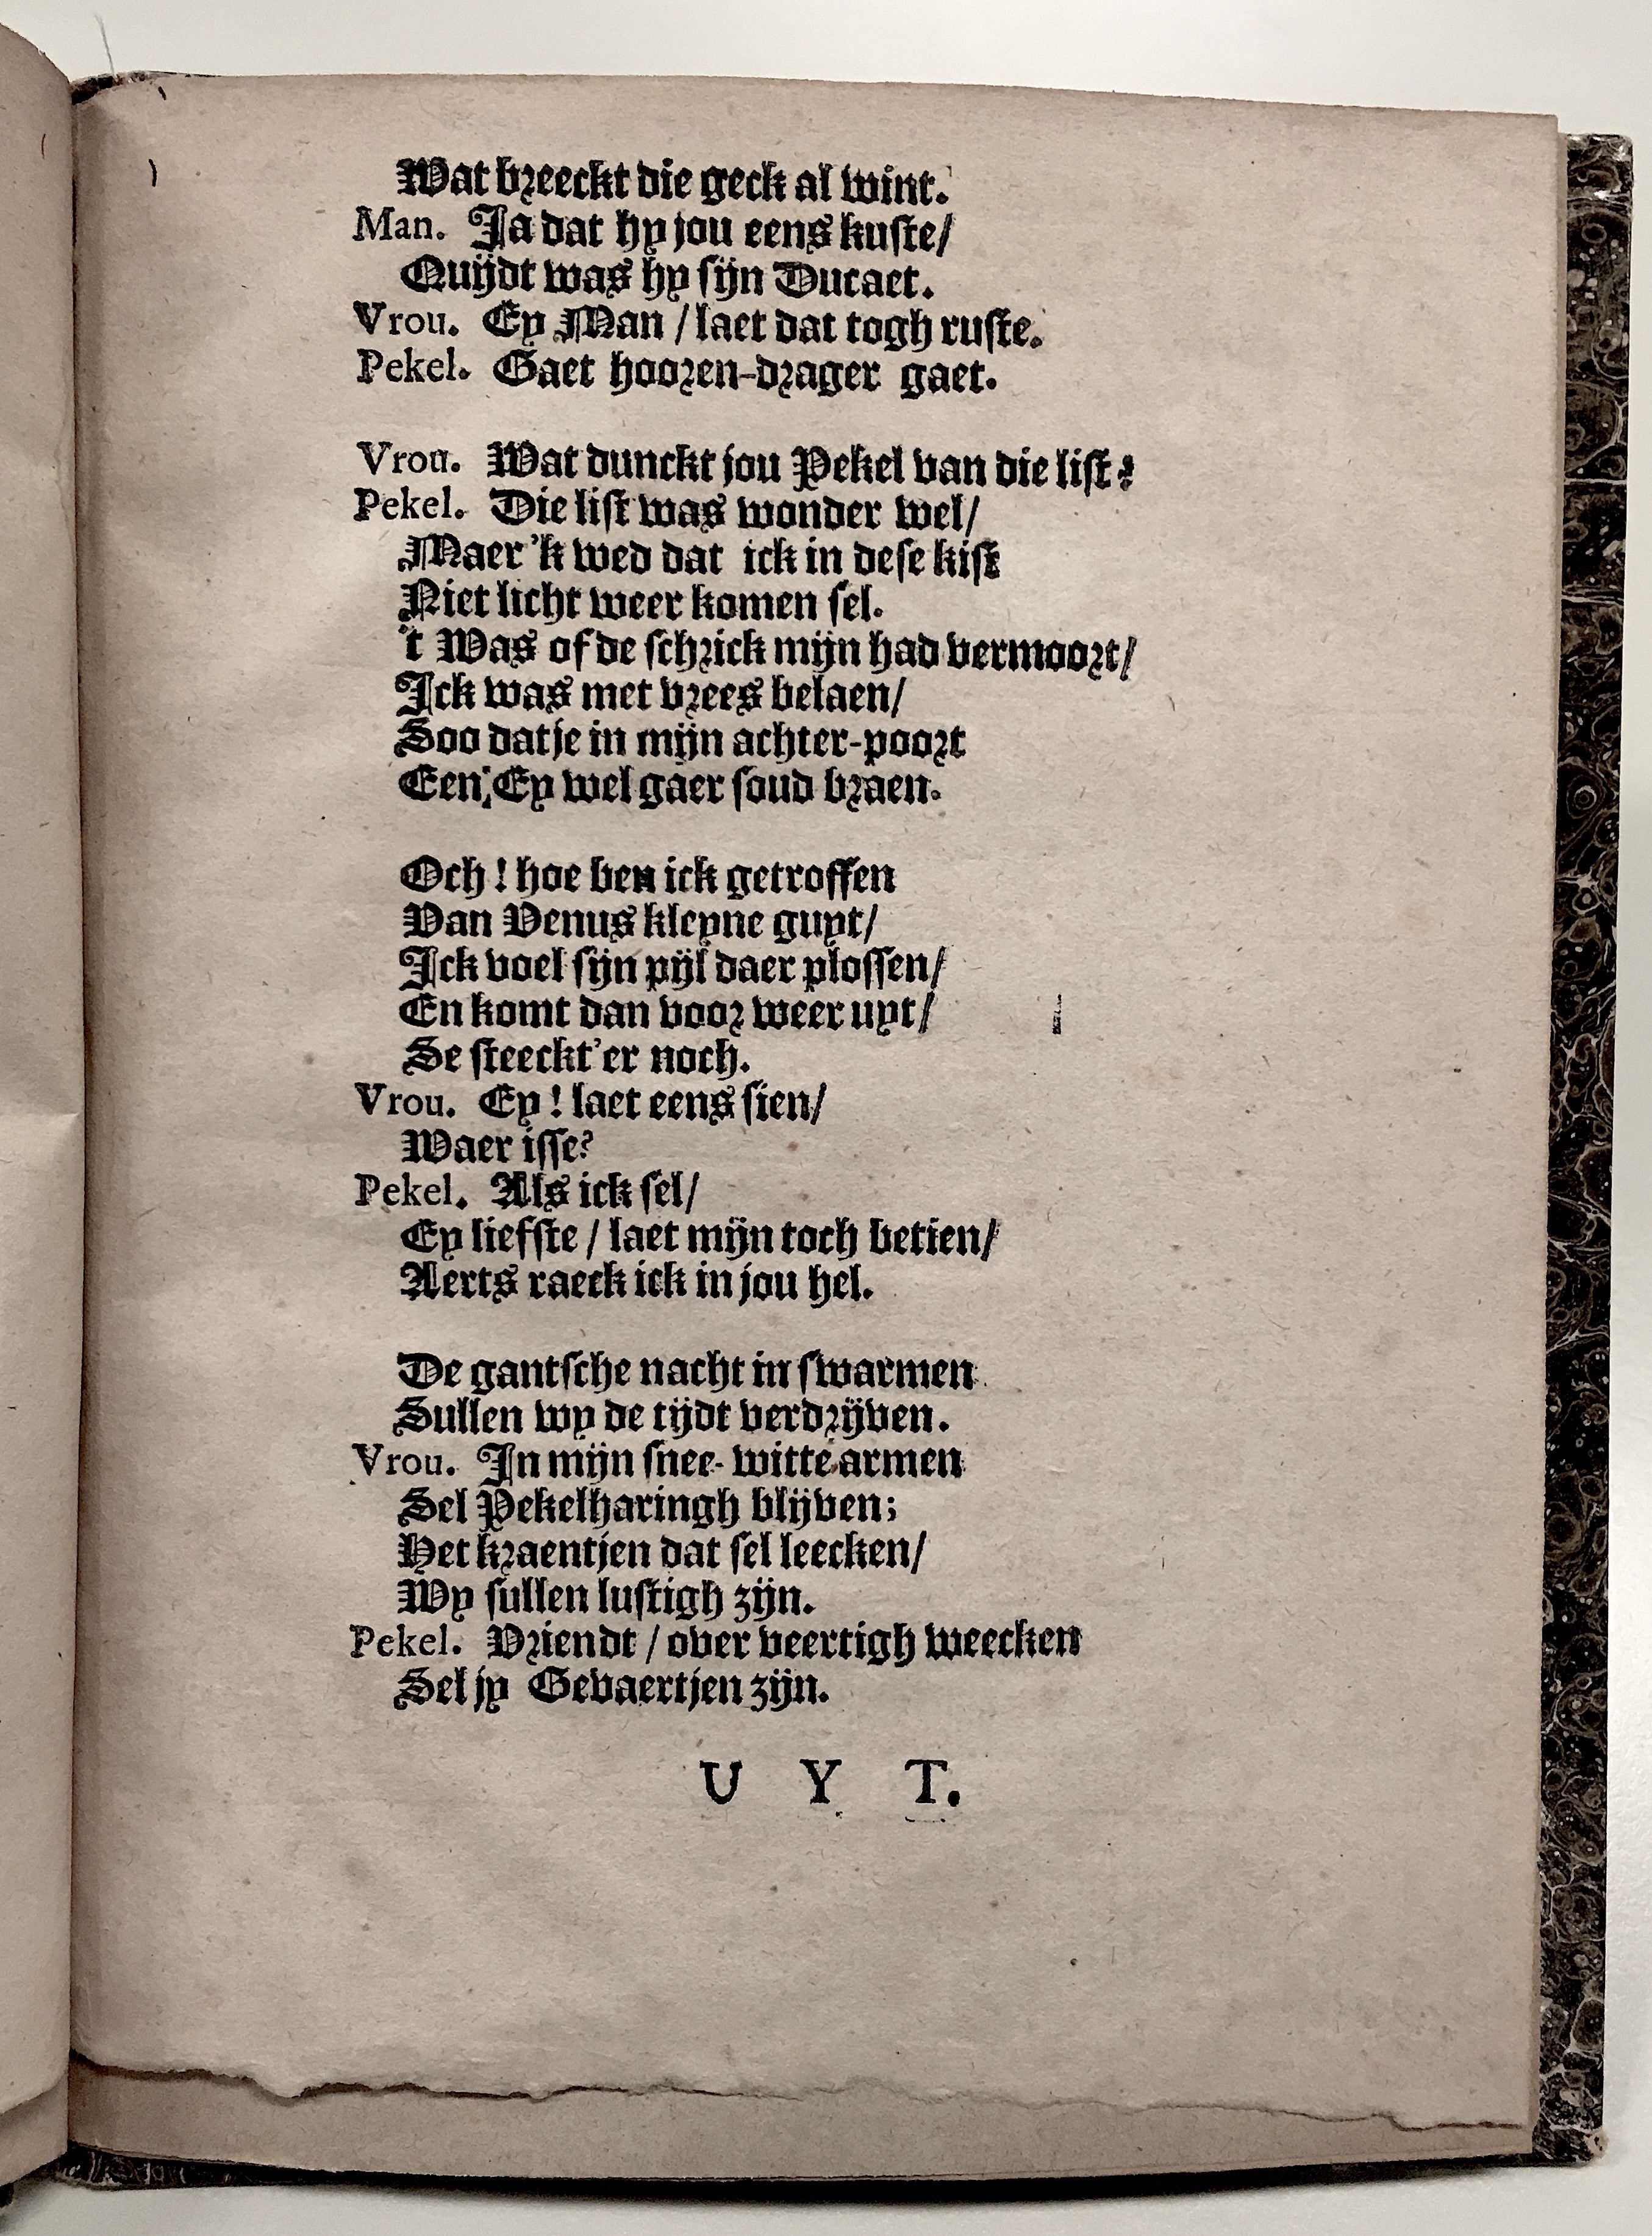 Wat breeckt die geck al wint.
Man. Ja dat hy jou eens kuste/
Quijdt was hy sijn Ducaet.
Vrou. Ey Man / laet dat togh ruste.
Pekel. Gaet hooren-drager gaet.
Vrou. Wat dunckt jou Pekel van die list?
Pekel. Die list was wonder wel/
Maer 'k wed dat ick in dese kist
Niet licht weer komen sel.
't Was of de schrick mijn had vermoort/
Ick was met vrees belaen/
Soo datje in mijn achter-poort
Een Ey wel gaer soud braen.
Och ! hoe ben ick getroffen
Van Venus kleyne guyt/
Ick voel sijn pijl daer plossen/
En komt dan voor weer uyt/
Se steeckt'er noch.
Vrou. Ey ! laet eens sien/
Waer isse?
Pekel. Als ick sel/
Ey liefste / laet mijn toch betien/
Aerts raeck ick in jou hel.
De gantsche nacht in swarmen
Sullen wy de tijdt verdrijven.
Vrou. In mijn snee-witte armen
Sel Pekelharingh blijven;
Het kraentjen dat sel leecken/
Wy sullen lustigh zijn.
Pekel. Vriendt / over veertigh weecken
Sel jy Gevaertjen zijn.
U Y T.